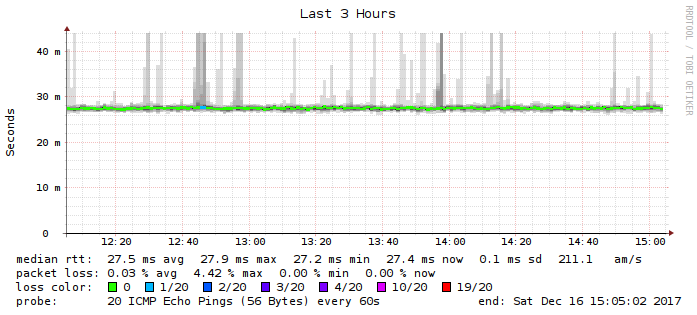 Last 3 Hours
RRDTOOL / TOBI OETIKER
Seconds
40 m
30 m
20 m
10 m
0
12:20 12:40 13:00 13:20 13:40 14:00 14:20 14:40 15:00
median rtt: 27.5 ms avg 27.9 ms max 27.2 ms min 27.4 ms now 0.1 ms sd 211.1 am/s
packet loss: 0.03 % avg 4.42 % max 0.00 % min 0.00 % now
loss color: 0 1/20 2/20 3/20 4/20 10/20 19/20
probe: 20 ICMP Echo Pings (56 Bytes) every 60s end: Sat Dec 16 15:05:02 2017